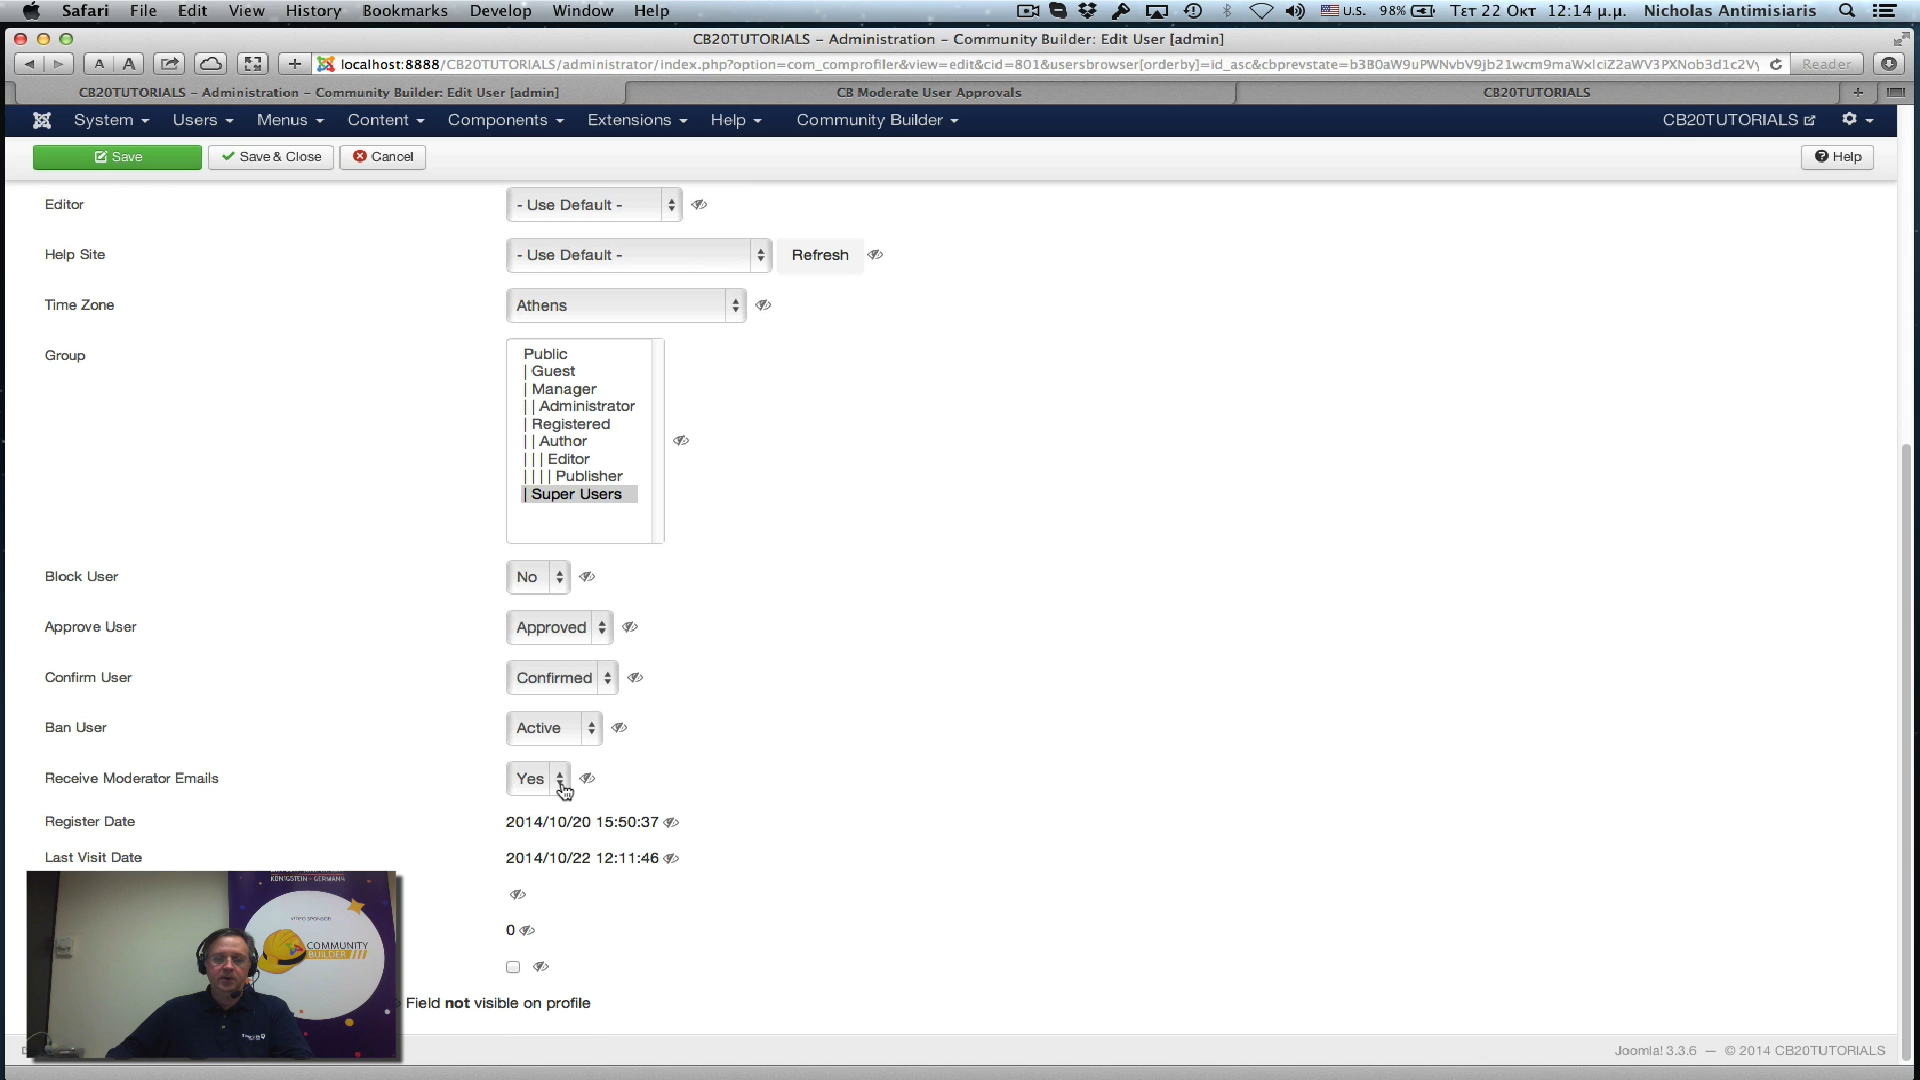 Safari File Edit View History Bookmarks Develop Window Help U.S. 98% Τετ 22 Οκτ 12:14 μ.μ. Nicholas Antimisiaris
CB20TUTORIALS – Administration – Community Builder: Edit User [admin]
A A + localhost:8888/CB20TUTORIALS/administrator/index.php?option=com_comprofiler&view=edit&cid=801&usersbrowser[orderby]=id_asc&cbprevstate= Reader
CB20TUTORIALS – Administration – Community Builder: Edit User [admin] CB Moderate User Approvals CB20TUTORIALS +
System Users Menus Content Components Extensions Help Community Builder CB20TUTORIALS
Save Save & Close Cancel Help
Editor - Use Default -
Help Site - Use Default - Refresh
Time Zone Athens
Group
Public
| Guest
| Manager
| | Administrator
| Registered
| | Author
| | | Editor
| | | | Publisher
| Super Users
Block User No
Approve User Approved
Confirm User Confirmed
Ban User Active
Receive Moderator Emails Yes
Register Date 2014/10/20 15:50:37
Last Visit Date 2014/10/22 12:11:46
KÖNIGSTEIN - GERMANY
VIDEO SPONSOR
COMMUNITY
BUILDER
0
Field not visible on profile
Joomla! 3.3.6 — © 2014 CB20TUTORIALS